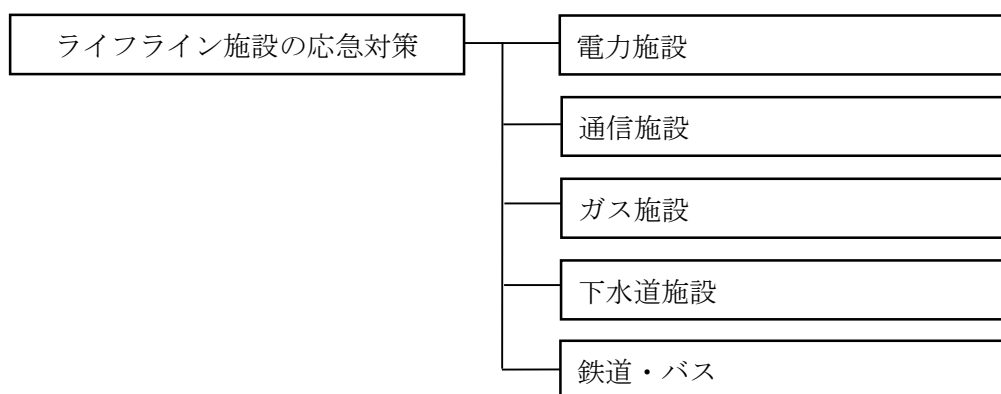 ライフライン施設の応急対策
電力施設
通信施設
ガス施設
下水道施設
鉄道・バス